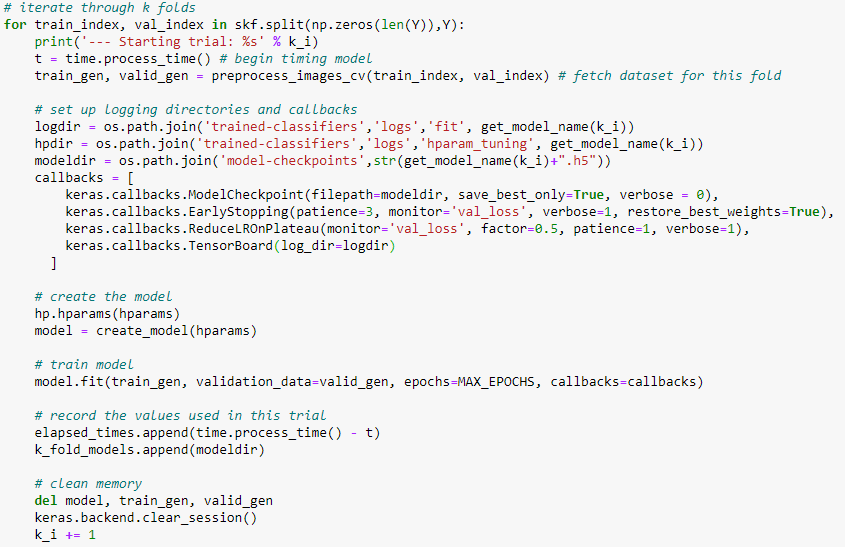 # iterate through k folds
for train_index, val_index in skf.split(np.zeros(len(Y)),Y):
    print('--- Starting trial: %s' % k_i)
    t = time.process_time() # begin timing model
    train_gen, valid_gen = preprocess_images_cv(train_index, val_index) # fetch dataset for this fold

    # set up logging directories and callbacks
    logdir = os.path.join('trained-classifiers','logs','fit', get_model_name(k_i))
    hpdir = os.path.join('trained-classifiers','logs','hparam_tuning', get_model_name(k_i))
    modeldir = os.path.join('model-checkpoints',str(get_model_name(k_i)+".h5"))
    callbacks = [
        keras.callbacks.ModelCheckpoint(filepath=modeldir, save_best_only=True, verbose = 0),
        keras.callbacks.EarlyStopping(patience=3, monitor='val_loss', verbose=1, restore_best_weights=True),
        keras.callbacks.ReduceLROnPlateau(monitor='val_loss', factor=0.5, patience=1, verbose=1),
        keras.callbacks.TensorBoard(log_dir=logdir)
      ]

    # create the model
    hp.hparams(hparams)
    model = create_model(hparams)

    # train model
    model.fit(train_gen, validation_data=valid_gen, epochs=MAX_EPOCHS, callbacks=callbacks)

    # record the values used in this trial
    elapsed_times.append(time.process_time() - t)
    k_fold_models.append(modeldir)

    # clean memory
    del model, train_gen, valid_gen
    keras.backend.clear_session()
    k_i += 1